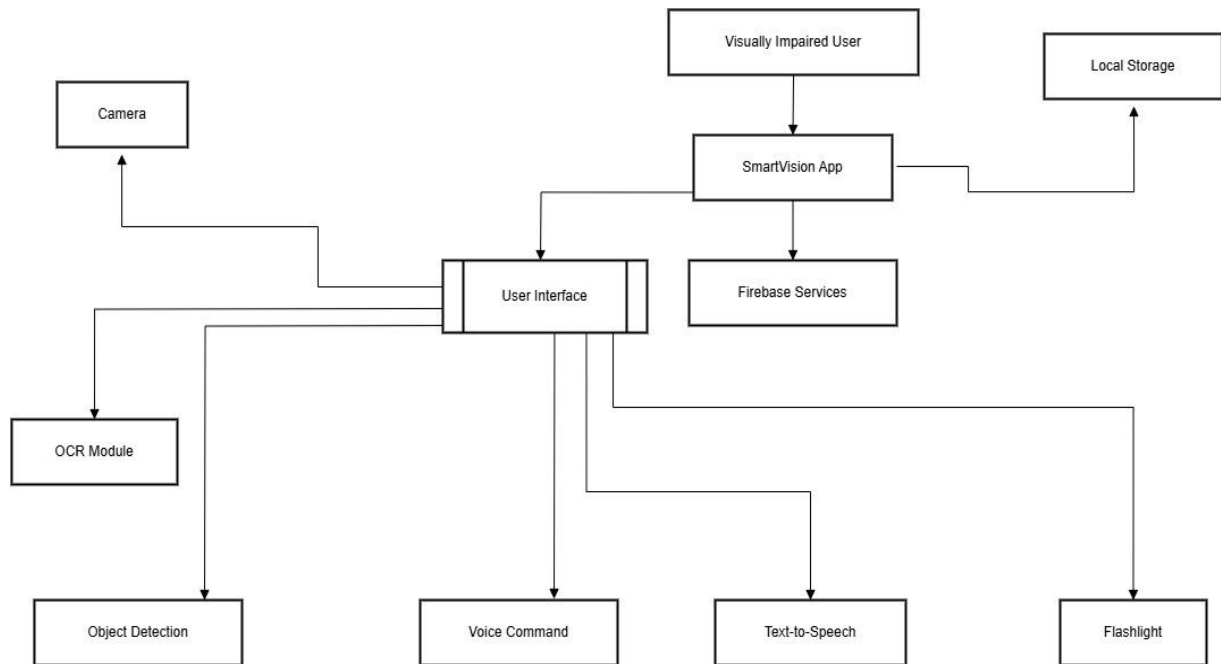 Visually Impaired User
Local Storage
Camera
SmartVision App
User Interface
Firebase Services
OCR Module
Object Detection
Voice Command
Text-to-Speech
Flashlight